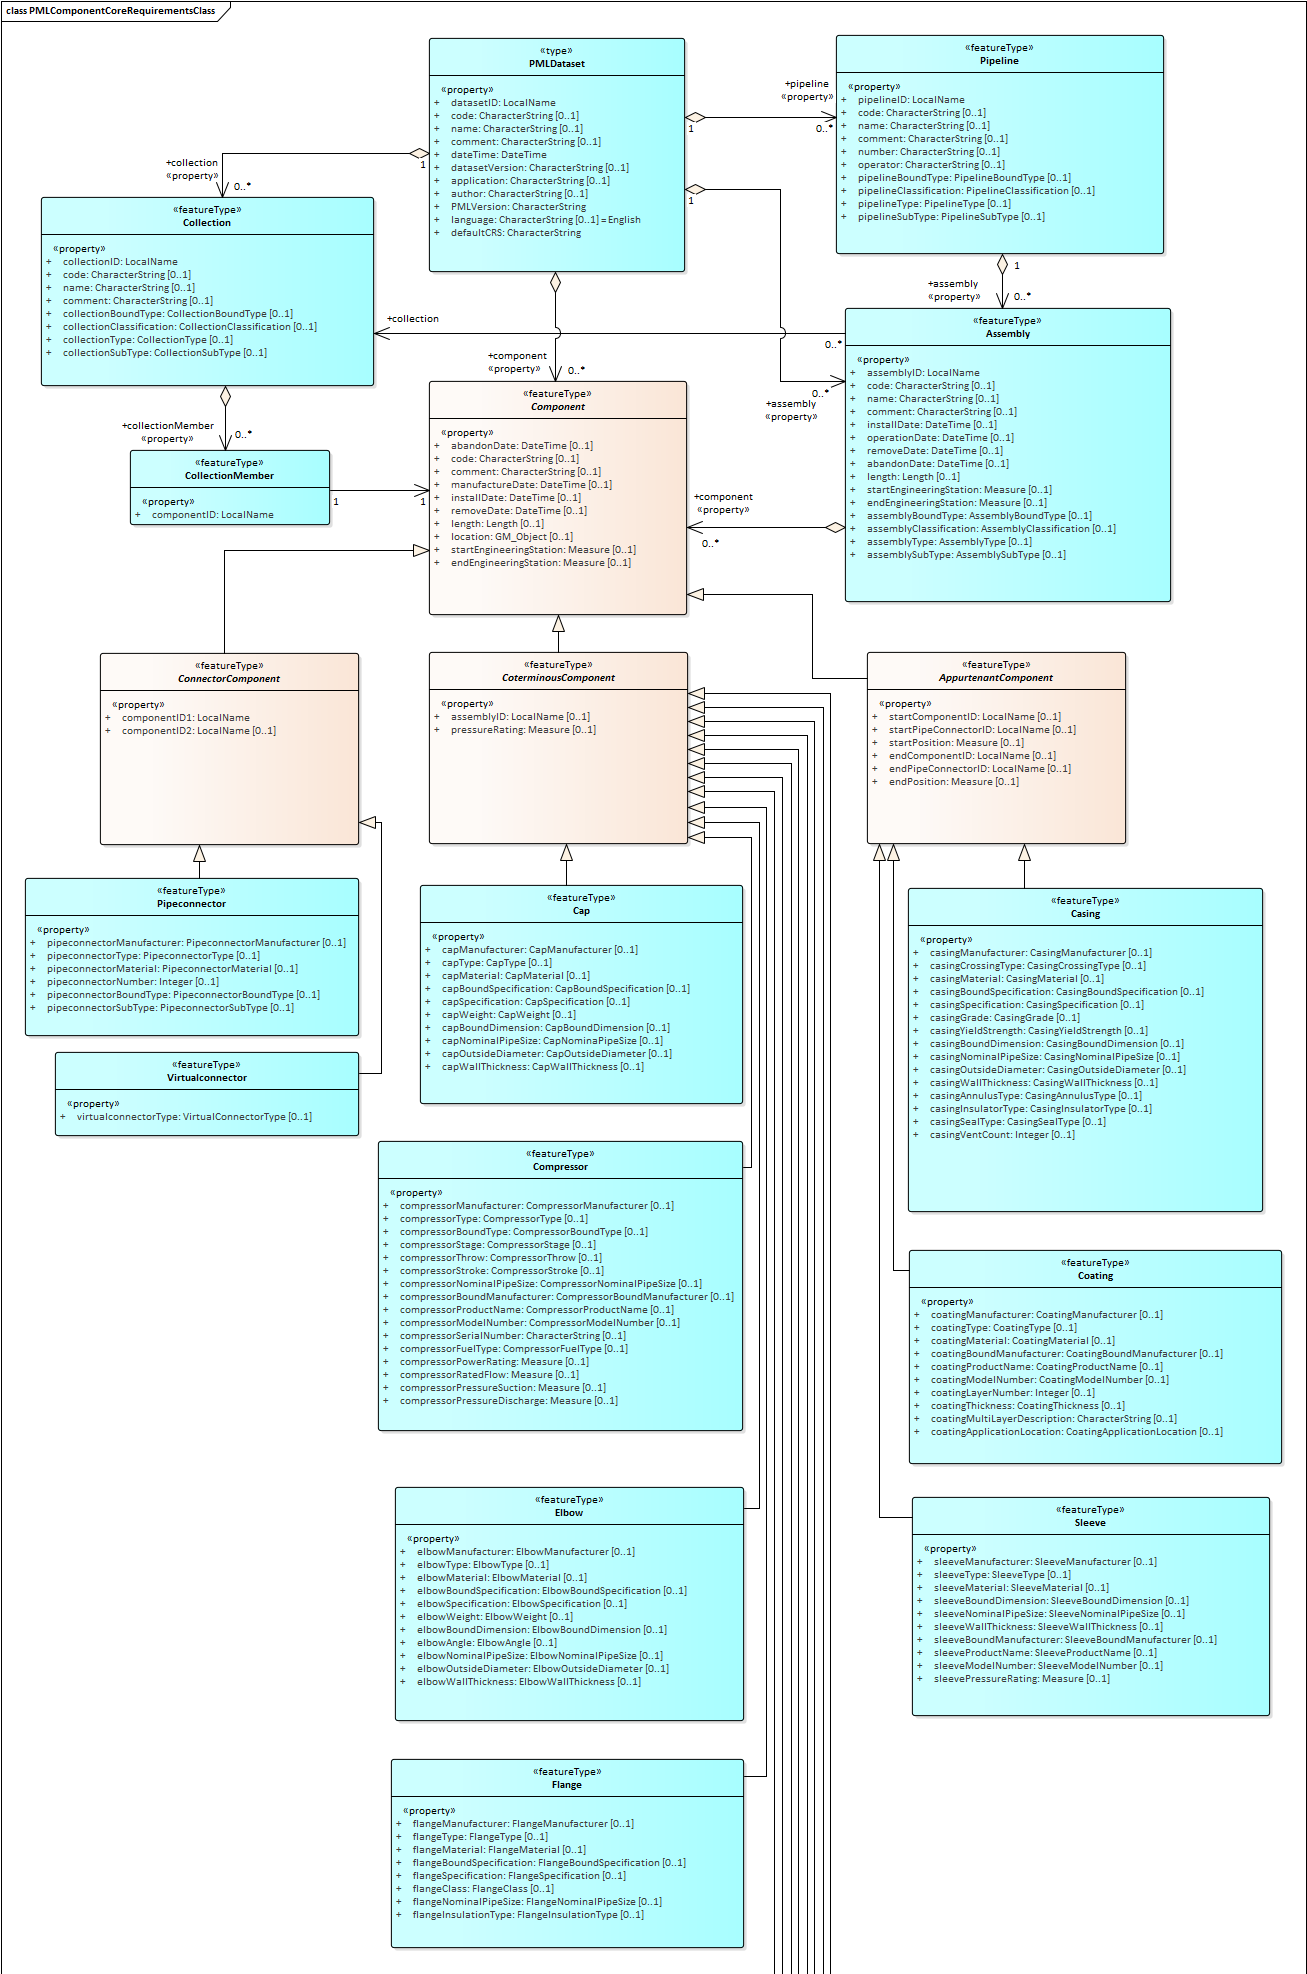 class PMLComponentCoreRequirementsClass
«type»
PMLDataset
«property»
+ datasetID: LocalName
+ code: CharacterString [0..1]
+ name: CharacterString [0..1]
+ comment: CharacterString [0..1]
+ dateTime: DateTime
+ datasetVersion: CharacterString [0..1]
+ application: CharacterString [0..1]
+ author: CharacterString [0..1]
+ PMLVersion: CharacterString
+ language: CharacterString [0..1] = English
+ defaultCRS: CharacterString
+pipeline
«property»
1
0..*
«featureType»
Pipeline
«property»
+ pipelineID: LocalName
+ code: CharacterString [0..1]
+ name: CharacterString [0..1]
+ comment: CharacterString [0..1]
+ number: CharacterString [0..1]
+ operator: CharacterString [0..1]
+ pipelineBoundType: PipelineBoundType [0..1]
+ pipelineClassification: PipelineClassification [0..1]
+ pipelineType: PipelineType [0..1]
+ pipelineSubType: PipelineSubType [0..1]
+collection
«property»
1
0..*
1
«featureType»
Collection
«property»
+ collectionID: LocalName
+ code: CharacterString [0..1]
+ name: CharacterString [0..1]
+ comment: CharacterString [0..1]
+ collectionBoundType: CollectionBoundType [0..1]
+ collectionClassification: CollectionClassification [0..1]
+ collectionType: CollectionType [0..1]
+ collectionSubType: CollectionSubType [0..1]
1
+assembly
«property»
0..*
+collection
0..*
+component
«property»
0..*
0..*
+assembly
«property»
«featureType»
Assembly
«property»
+ assemblyID: LocalName
+ code: CharacterString [0..1]
+ name: CharacterString [0..1]
+ comment: CharacterString [0..1]
+ installDate: DateTime [0..1]
+ operationDate: DateTime [0..1]
+ removeDate: DateTime [0..1]
+ abandonDate: DateTime [0..1]
+ length: Length [0..1]
+ startEngineeringStation: Measure [0..1]
+ endEngineeringStation: Measure [0..1]
+ assemblyBoundType: AssemblyBoundType [0..1]
+ assemblyClassification: AssemblyClassification [0..1]
+ assemblyType: AssemblyType [0..1]
+ assemblySubType: AssemblySubType [0..1]
+collectionMember
«property»
0..*
«featureType»
CollectionMember
«property»
+ componentID: LocalName
1
1
«featureType»
Component
«property»
+ abandonDate: DateTime [0..1]
+ code: CharacterString [0..1]
+ comment: CharacterString [0..1]
+ manufactureDate: DateTime [0..1]
+ installDate: DateTime [0..1]
+ removeDate: DateTime [0..1]
+ length: Length [0..1]
+ location: GM_Object [0..1]
+ startEngineeringStation: Measure [0..1]
+ endEngineeringStation: Measure [0..1]
+component
«property»
0..*
«featureType»
ConnectorComponent
«property»
+ componentID1: LocalName
+ componentID2: LocalName [0..1]
«featureType»
CoterminousComponent
«property»
+ assemblyID: LocalName [0..1]
+ pressureRating: Measure [0..1]
«featureType»
AppurtenantComponent
«property»
+ startComponentID: LocalName [0..1]
+ startPipeConnectorID: LocalName [0..1]
+ startPosition: Measure [0..1]
+ endComponentID: LocalName [0..1]
+ endPipeConnectorID: LocalName [0..1]
+ endPosition: Measure [0..1]
«featureType»
Pipeconnector
«property»
+ pipeconnectorManufacturer: PipeconnectorManufacturer [0..1]
+ pipeconnectorType: PipeconnectorType [0..1]
+ pipeconnectorMaterial: PipeconnectorMaterial [0..1]
+ pipeconnectorNumber: Integer [0..1]
+ pipeconnectorBoundType: PipeconnectorBoundType [0..1]
+ pipeconnectorSubType: PipeconnectorSubType [0..1]
«featureType»
Virtualconnector
«property»
+ virtualconnectorType: VirtualConnectorType [0..1]
«featureType»
Cap
«property»
+ capManufacturer: CapManufacturer [0..1]
+ capType: CapType [0..1]
+ capMaterial: CapMaterial [0..1]
+ capBoundSpecification: CapBoundSpecification [0..1]
+ capSpecification: CapSpecification [0..1]
+ capWeight: CapWeight [0..1]
+ capBoundDimension: CapBoundDimension [0..1]
+ capNominalPipeSize: CapNominaPipeSize [0..1]
+ capOutsideDiameter: CapOutsideDiameter [0..1]
+ capWallThickness: CapWallThickness [0..1]
«featureType»
Casing
«property»
+ casingManufacturer: CasingManufacturer [0..1]
+ casingCrossingType: CasingCrossingType [0..1]
+ casingMaterial: CasingMaterial [0..1]
+ casingBoundSpecification: CasingBoundSpecification [0..1]
+ casingSpecification: CasingSpecification [0..1]
+ casingGrade: CasingGrade [0..1]
+ casingYieldStrength: CasingYieldStrength [0..1]
+ casingBoundDimension: CasingBoundDimension [0..1]
+ casingNominalPipeSize: CasingNominalPipeSize [0..1]
+ casingOutsideDiameter: CasingOutsideDiameter [0..1]
+ casingWallThickness: CasingWallThickness [0..1]
+ casingAnnulusType: CasingAnnulusType [0..1]
+ casingInsulatorType: CasingInsulatorType [0..1]
+ casingSealType: CasingSealType [0..1]
+ casingVentCount: Integer [0..1]
«featureType»
Compressor
«property»
+ compressorManufacturer: CompressorManufacturer [0..1]
+ compressorType: CompressorType [0..1]
+ compressorBoundType: CompressorBoundType [0..1]
+ compressorStage: CompressorStage [0..1]
+ compressorThrow: CompressorThrow [0..1]
+ compressorStroke: CompressorStroke [0..1]
+ compressorNominalPipeSize: CompressorNominalPipeSize [0..1]
+ compressorBoundManufacturer: CompressorBoundManufacturer [0..1]
+ compressorProductName: CompressorProductName [0..1]
+ compressorModelNumber: CompressorModelNumber [0..1]
+ compressorSerialNumber: CharacterString [0..1]
+ compressorFuelType: CompressorFuelType [0..1]
+ compressorPowerRating: Measure [0..1]
+ compressorRatedFlow: Measure [0..1]
+ compressorPressureSuction: Measure [0..1]
+ compressorPressureDischarge: Measure [0..1]
«featureType»
Coating
«property»
+ coatingManufacturer: CoatingManufacturer [0..1]
+ coatingType: CoatingType [0..1]
+ coatingMaterial: CoatingMaterial [0..1]
+ coatingBoundManufacturer: CoatingBoundManufacturer [0..1]
+ coatingProductName: CoatingProductName [0..1]
+ coatingModelNumber: CoatingModelNumber [0..1]
+ coatingLayerNumber: Integer [0..1]
+ coatingThickness: CoatingThickness [0..1]
+ coatingMultiLayerDescription: CharacterString [0..1]
+ coatingApplicationLocation: CoatingApplicationLocation [0..1]
«featureType»
Elbow
«property»
+ elbowManufacturer: ElbowManufacturer [0..1]
+ elbowType: ElbowType [0..1]
+ elbowMaterial: ElbowMaterial [0..1]
+ elbowBoundSpecification: ElbowBoundSpecification [0..1]
+ elbowSpecification: ElbowSpecification [0..1]
+ elbowWeight: ElbowWeight [0..1]
+ elbowBoundDimension: ElbowBoundDimension [0..1]
+ elbowAngle: ElbowAngle [0..1]
+ elbowNominalPipeSize: ElbowNominalPipeSize [0..1]
+ elbowOutsideDiameter: ElbowOutsideDiameter [0..1]
+ elbowWallThickness: ElbowWallThickness [0..1]
«featureType»
Sleeve
«property»
+ sleeveManufacturer: SleeveManufacturer [0..1]
+ sleeveType: SleeveType [0..1]
+ sleeveMaterial: SleeveMaterial [0..1]
+ sleeveBoundDimension: SleeveBoundDimension [0..1]
+ sleeveNominalPipeSize: SleeveNominalPipeSize [0..1]
+ sleeveWallThickness: SleeveWallThickness [0..1]
+ sleeveBoundManufacturer: SleeveBoundManufacturer [0..1]
+ sleeveProductName: SleeveProductName [0..1]
+ sleeveModelNumber: SleeveModelNumber [0..1]
+ sleevePressureRating: Measure [0..1]
«featureType»
Flange
«property»
+ flangeManufacturer: FlangeManufacturer [0..1]
+ flangeType: FlangeType [0..1]
+ flangeMaterial: FlangeMaterial [0..1]
+ flangeBoundSpecification: FlangeBoundSpecification [0..1]
+ flangeSpecification: FlangeSpecification [0..1]
+ flangeClass: FlangeClass [0..1]
+ flangeNominalPipeSize: FlangeNominalPipeSize [0..1]
+ flangeInsulationType: FlangeInsulationType [0..1]